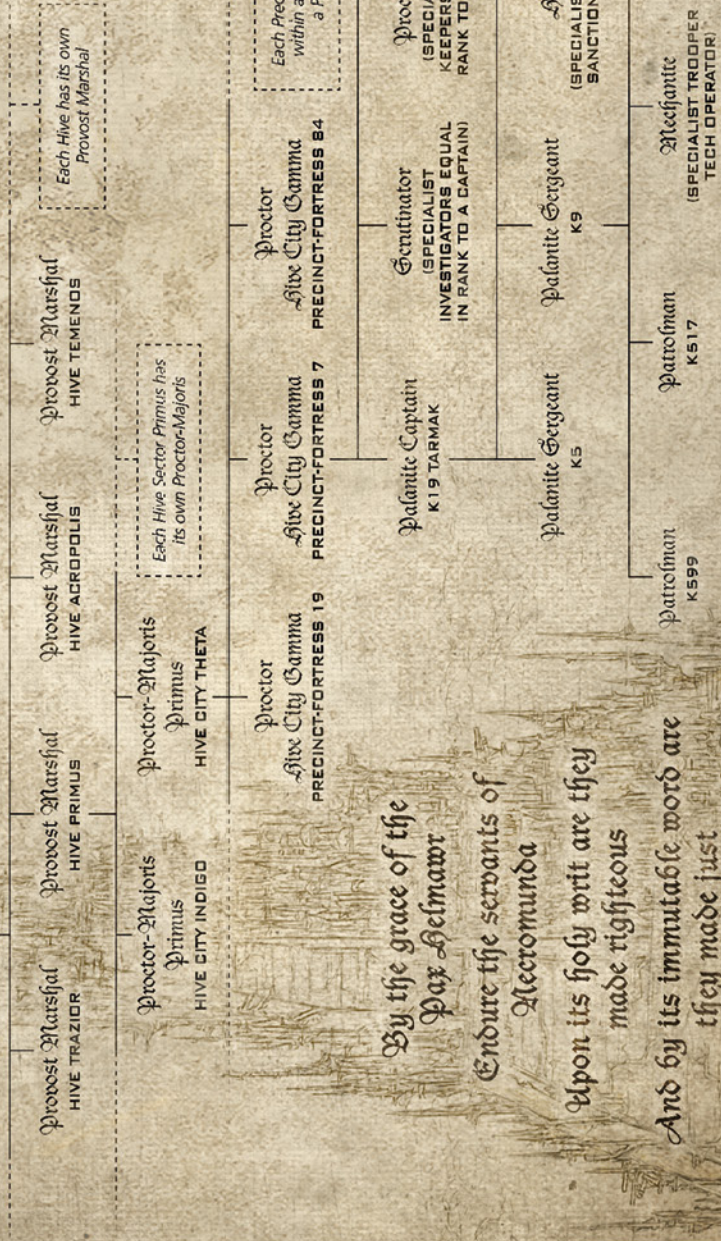 Each Hive has its own
Provost Marshal
Provost Marshal
HIVE TRAZIOR
Provost Marshal
HIVE PRIMUS
Provost Marshal
HIVE ACROPOLIS
Provost Marshal
HIVE TEMENOS
Proctor-Majoris
Primus
HIVE CITY INDIGO
Proctor-Majoris
Primus
HIVE CITY THETA
Each Hive Sector Primus has
its own Proctor-Majoris
Proctor
Hive City Gamma
PRECINCT-FORTRESS 19
Proctor
Hive City Gamma
PRECINCT-FORTRESS 7
Proctor
Hive City Gamma
PRECINCT-FORTRESS 84
Each
within
Palanite Captain
K19 TARMAK
Scrutinator
(SPECIALIST
INVESTIGATORS EQUAL
IN RANK TO A CAPTAIN)
KEEPERS
RANK TO
Palanite Sergeant
K5
Palanite Sergeant
K9
SANCTION
Patrolman
K599
Patrolman
K517
Mechanite
(SPECIALIST TROOPER
TECH OPERATOR)
By the grace of the
Pax Helmawr
Endure the servants of
Necromunda
Upon its holy writ are they
made righteous
And by its immutable word are
they made just